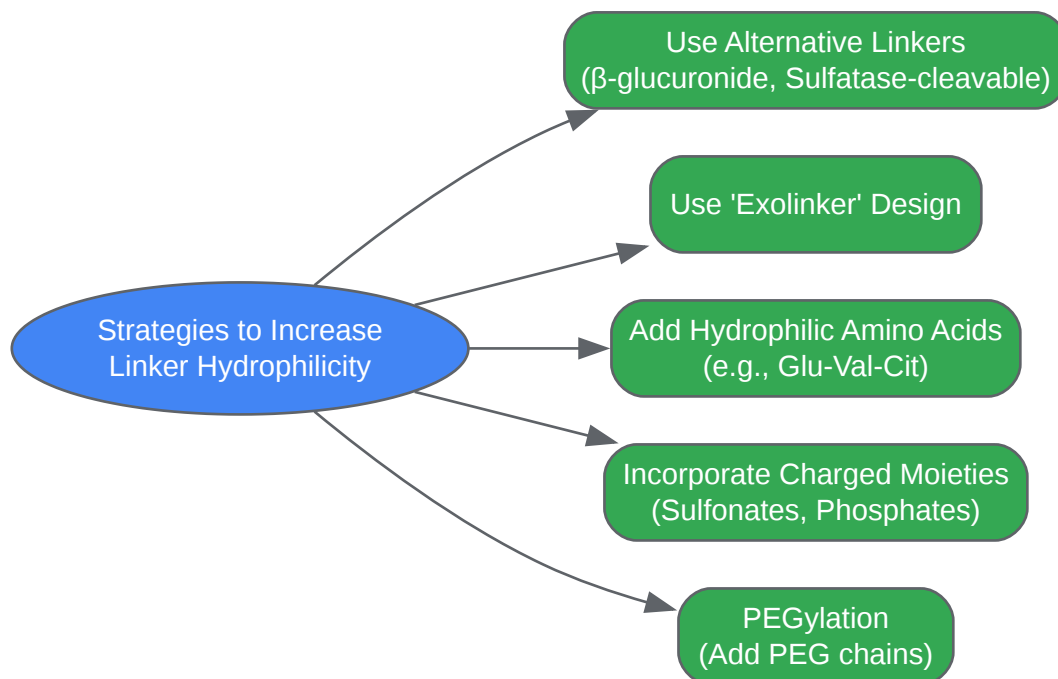 Use Alternative Linkers
(β-glucuronide, Sulfatase-cleavable)
Use 'Exolinker' Design
Strategies to Increase
Linker Hydrophilicity
Add Hydrophilic Amino Acids
(e.g., Glu-Val-Cit)
Incorporate Charged Moieties
(Sulfonates, Phosphates)
PEGylation
(Add PEG chains)